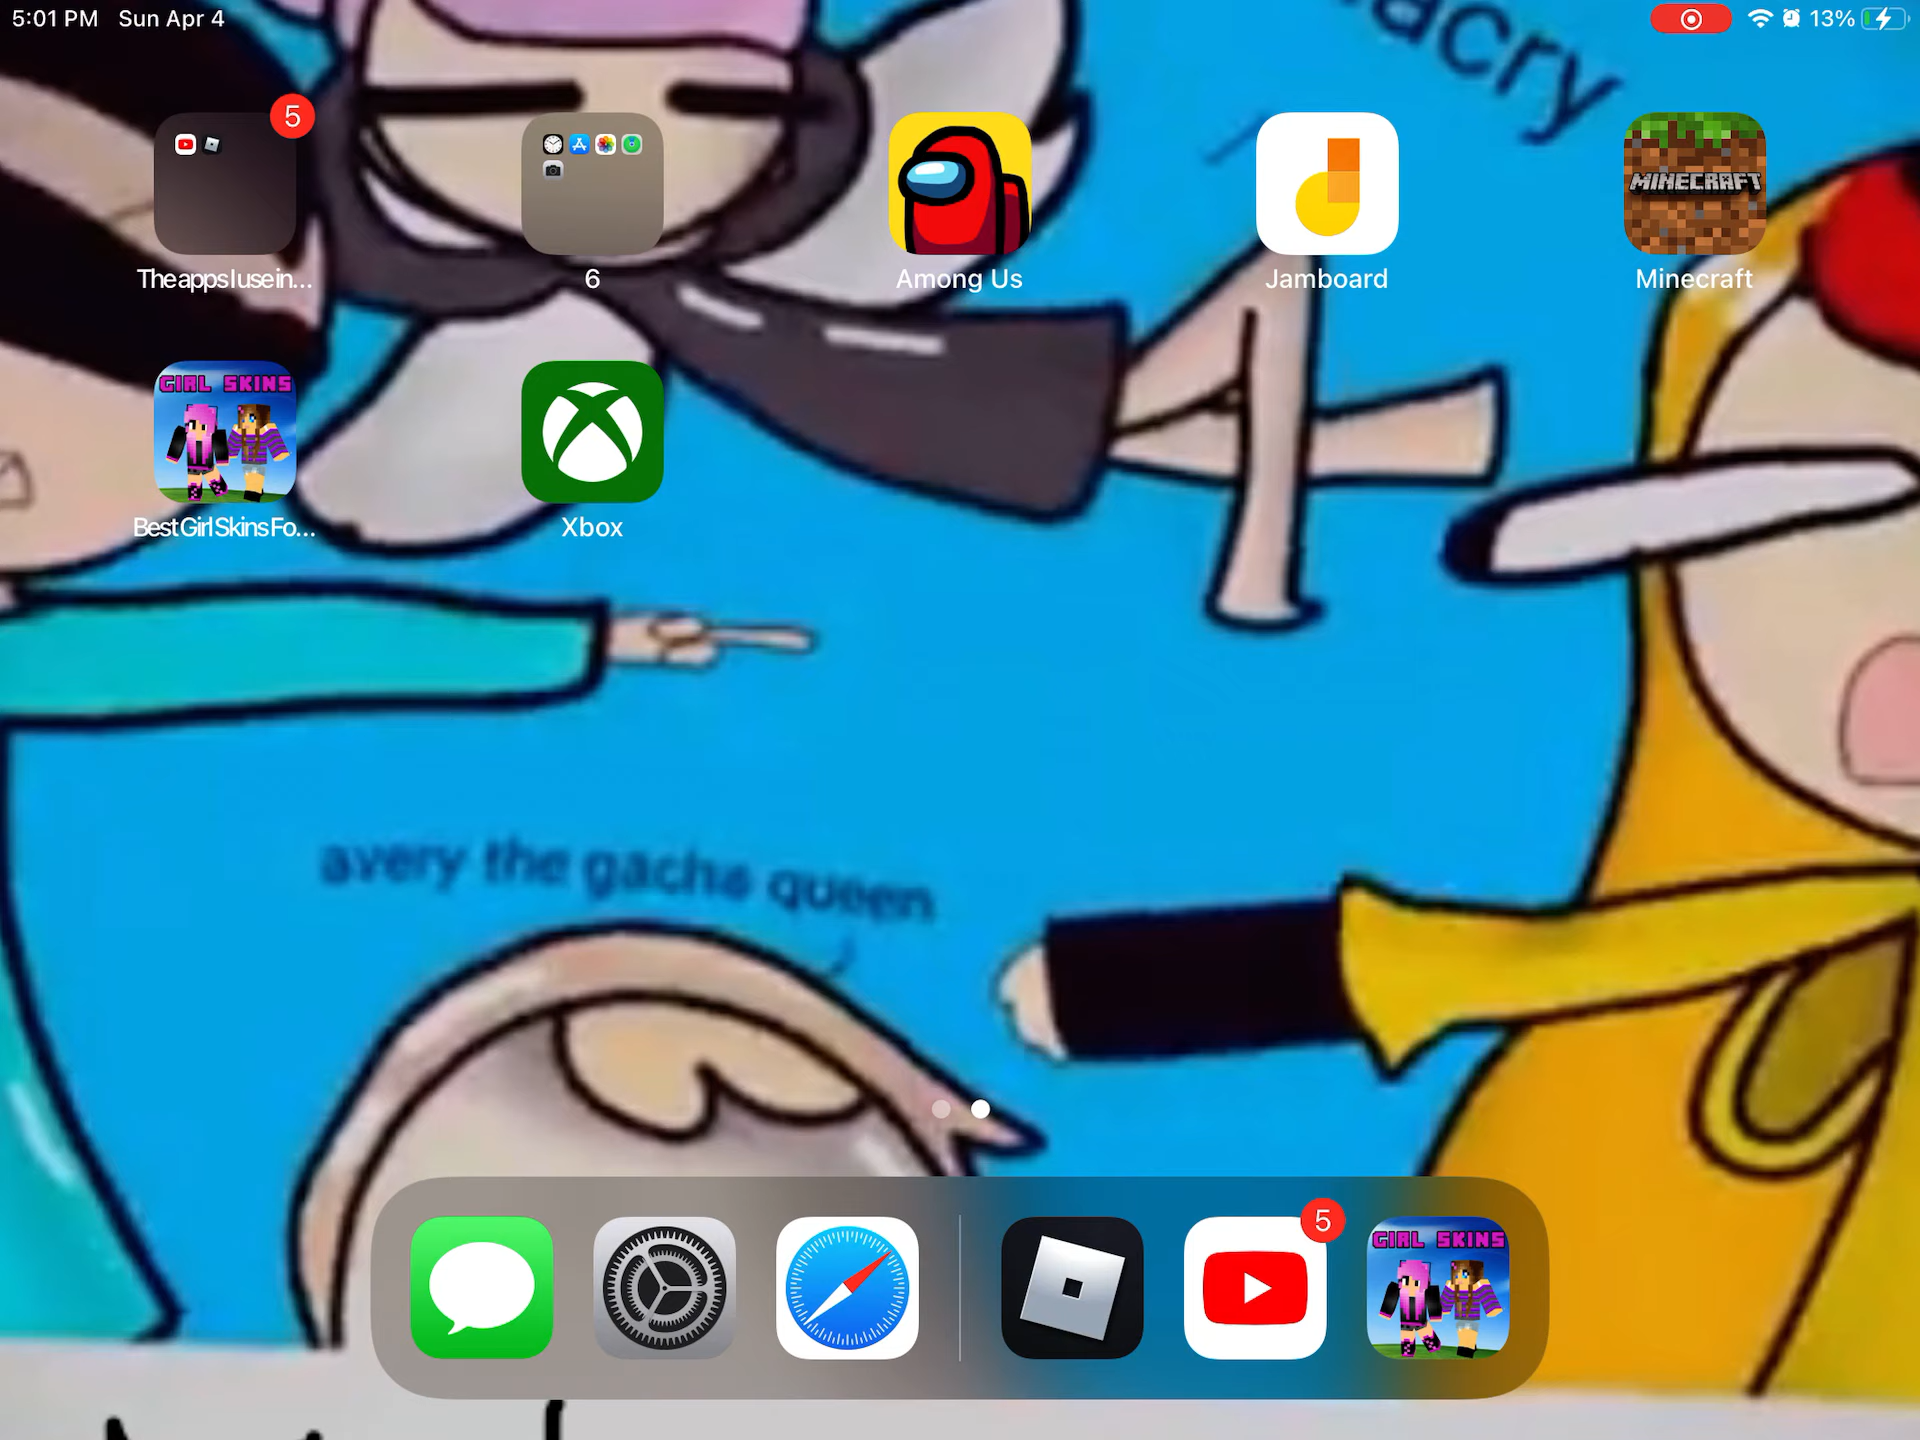 5:01 PM Sun Apr 4
13%
acry
5
TheappsIusein...
6
Among Us
Jamboard
MINECRAFT
Minecraft
GIRL SKINS
BestGirlSkinsFo...
Xbox
avery the gacha queen
5
GIRL SKINS